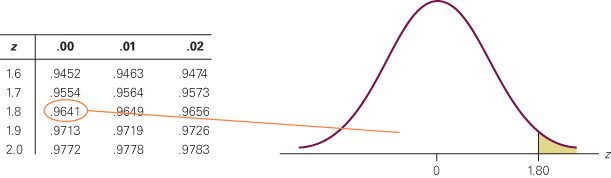 z .00 .01 .02
1.6 .9452 .9463 .9474
1.7 .9554 .9564 .9573
1.8 .9641 .9649 .9656
1.9 .9713 .9719 .9726
2.0 .9772 .9778 .9783
z
0 1.80